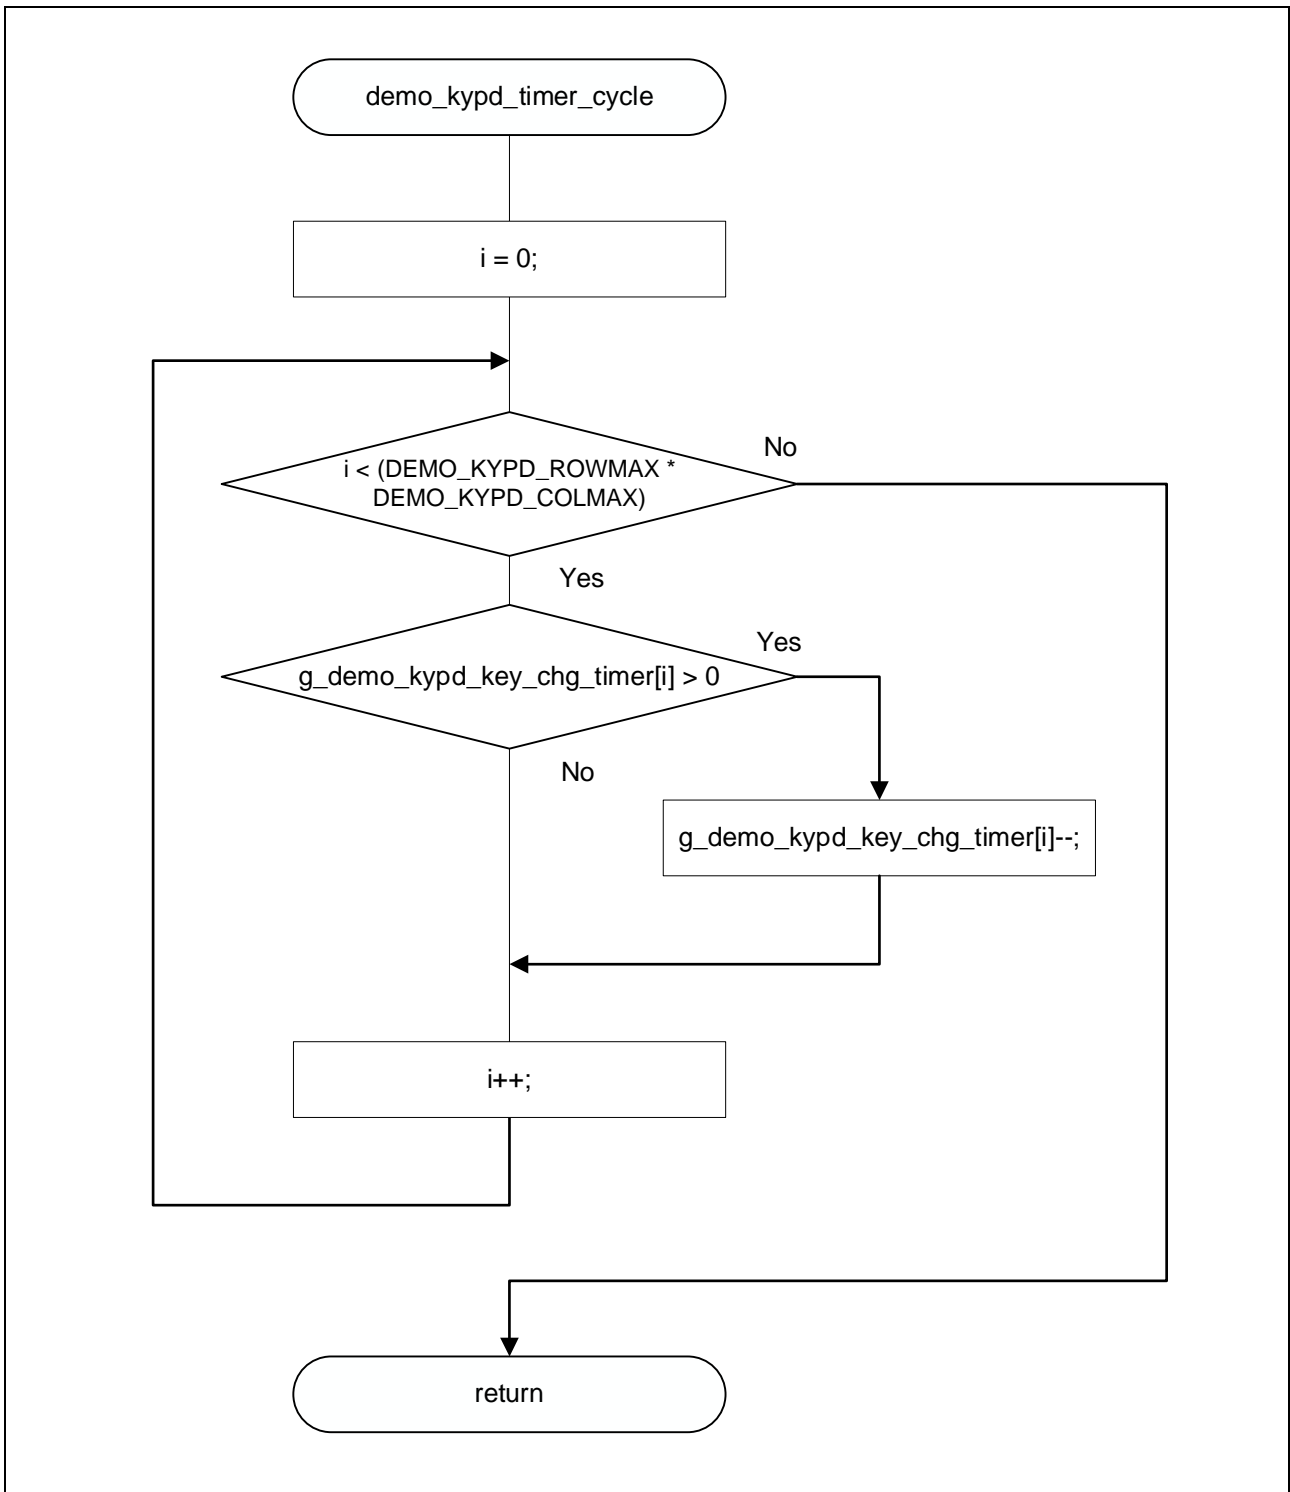 demo_kypd_timer_cycle
i = 0;
No
i < (DEMO_KYPD_ROWMAX *
DEMO_KYPD_COLMAX)
Yes
Yes
g_demo_kypd_key_chg_timer[i] > 0
No
g_demo_kypd_key_chg_timer[i]--;
i++;
return